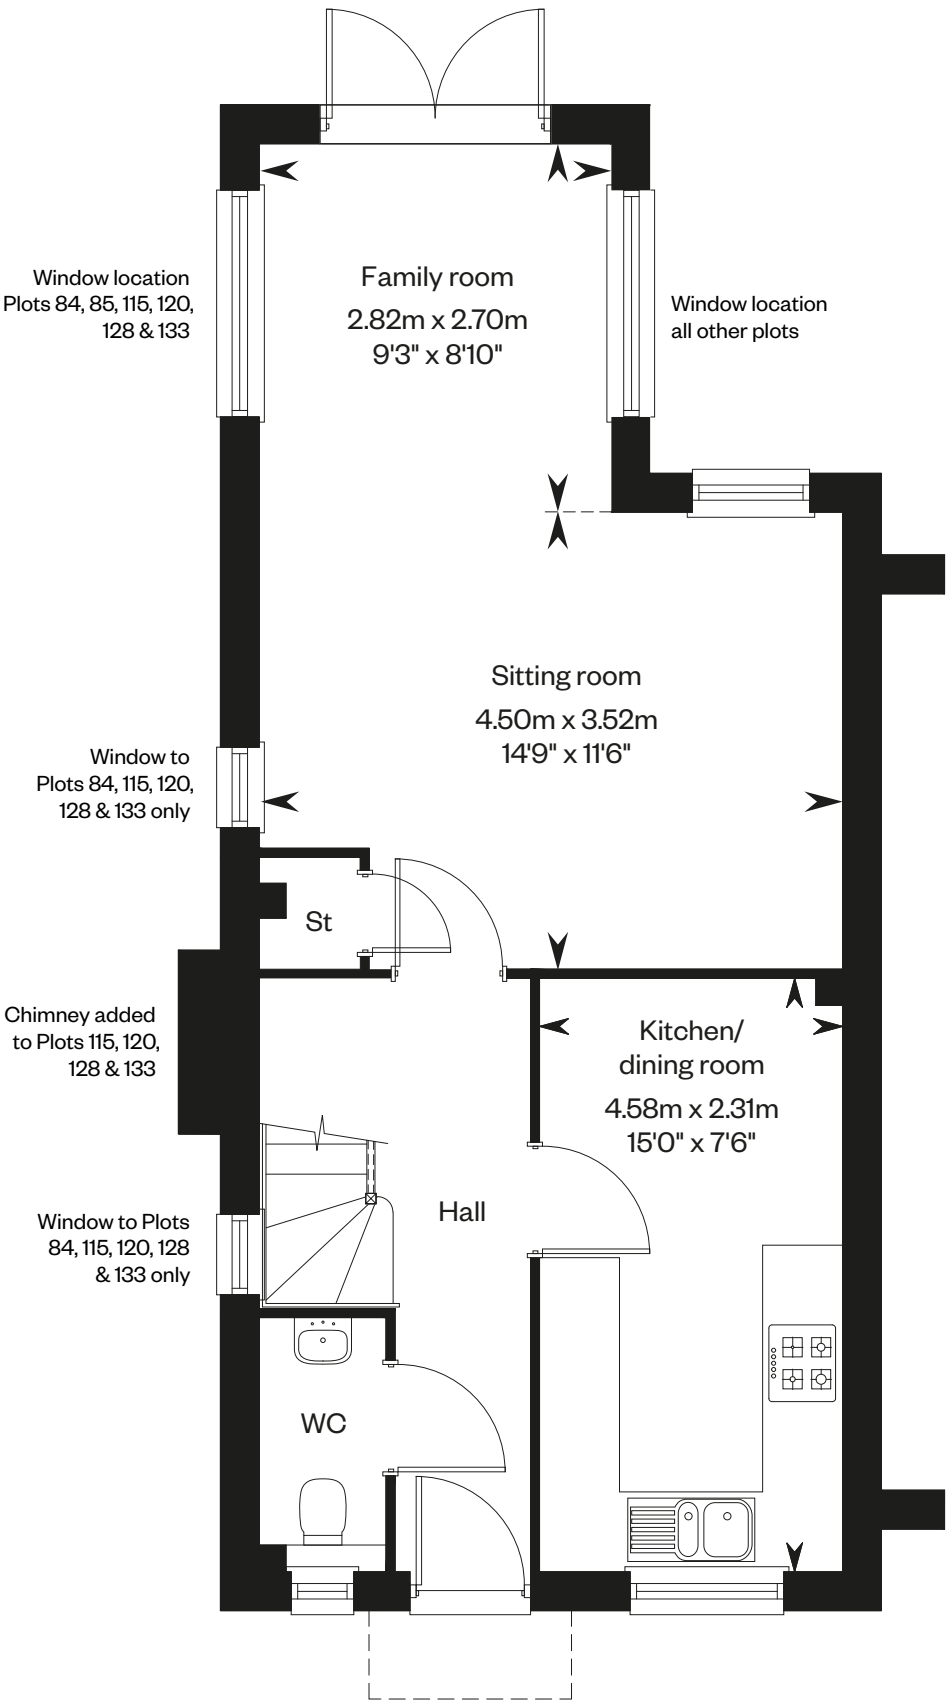 Window location
Plots 84, 85, 115, 120,
128 & 133
Family room
2.82m x 2.70m
9'3" x 8'10"
Window location
all other plots
Sitting room
4.50m x 3.52m
14'9" x 11'6"
Window to
Plots 84, 115, 120,
128 & 133 only
St
Chimney added
to Plots 115, 120,
128 & 133
Kitchen/
dining room
4.58m x 2.31m
15'0" x 7'6"
Window to Plots
84, 115, 120, 128
& 133 only
Hall
WC